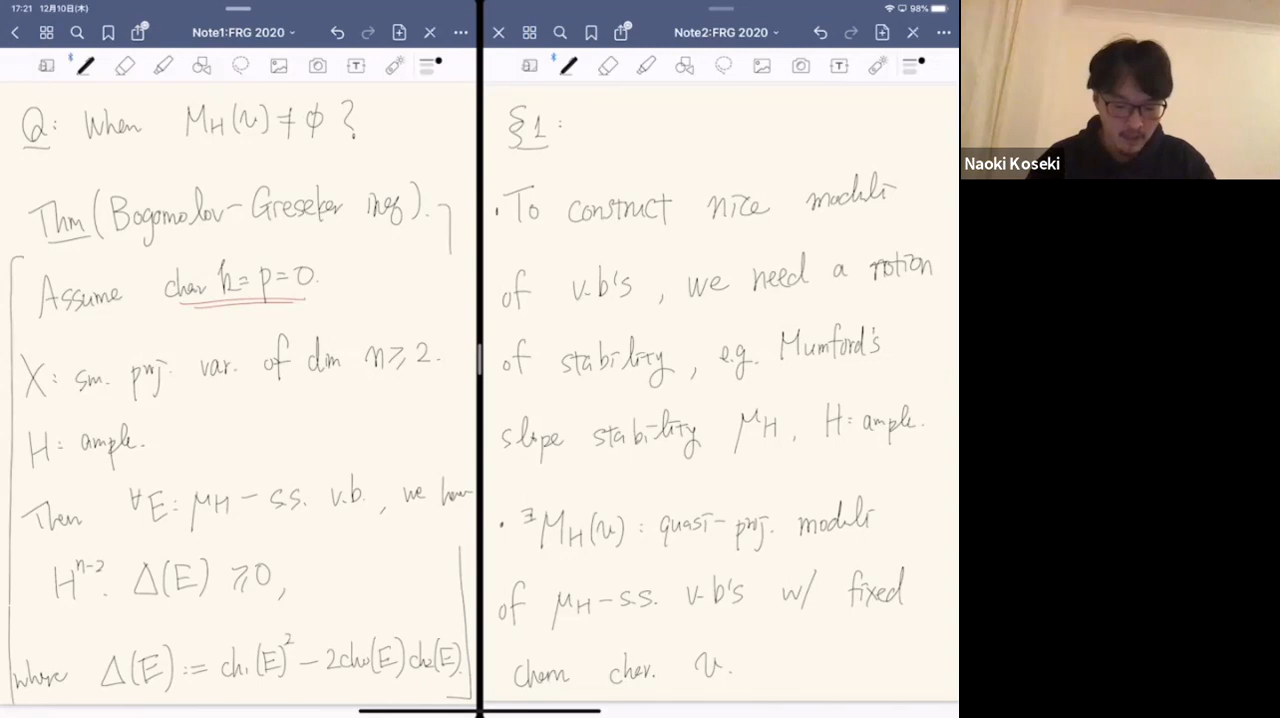 17:21 12月10日(木)
98%
Note1:FRG 2020
Note2:FRG 2020
Q: When M_H(v) ≠ ∅ ?
Thm (Bogomolov-Gieseker ineq).
Assume char k = p = 0.
X: sm. proj. var. of dim n ≥ 2.
H: ample.
Then ∀E: μ_H-s.s. v.b., we have
H^{n-2}. Δ(E) ≥ 0,
where Δ(E) := ch₁(E)² - 2ch₀(E)ch₂(E).
§1:
・To construct nice moduli
of v.b's, we need a notion
of stability, e.g. Mumford's
slope stability μ_H. H: ample.
・∃M_H(v): quasi-proj. moduli
of μ_H-s.s. v.b's w/ fixed
Chern char. v.
Naoki Koseki